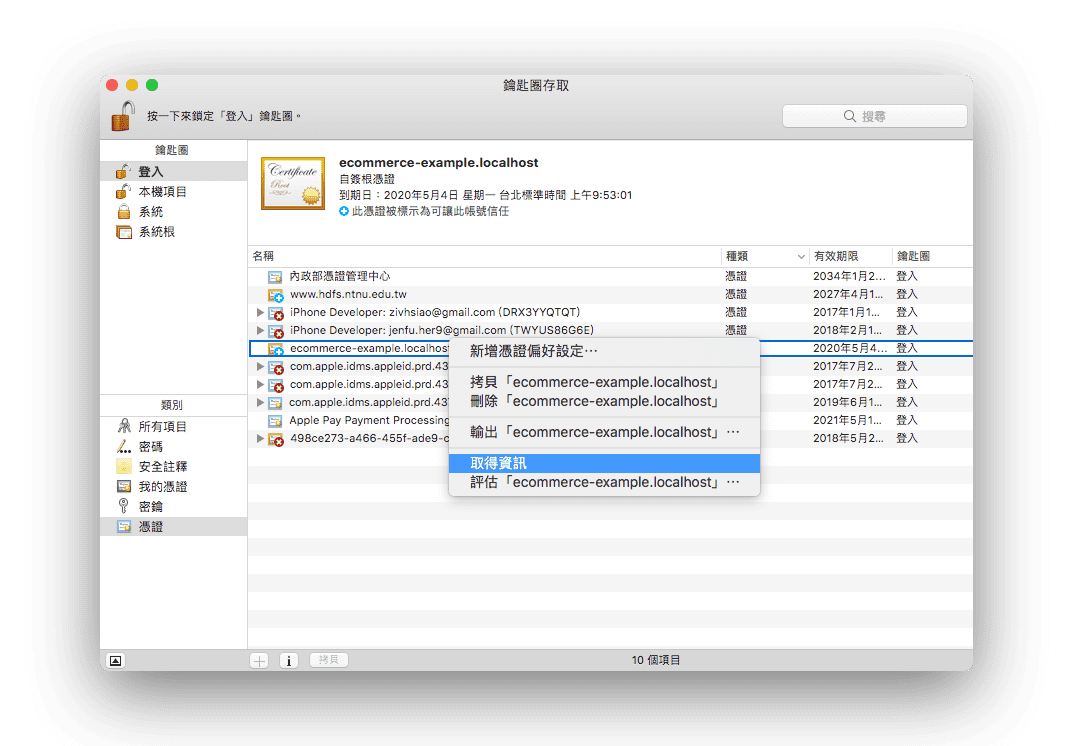 鑰匙圈存取
按一下來鎖定「登入」鑰匙圈。
搜尋
鑰匙圈
登入
本機項目
系統
系統根
類別
所有項目
密碼
安全註釋
我的憑證
密鑰
憑證
Certificate
Root
ecommerce-example.localhost
自簽根憑證
到期日：2020年5月4日 星期一 台北標準時間 上午9:53:01
此憑證被標示為可讓此帳號信任
名稱 種類 有效期限 鑰匙圈
內政部憑證管理中心 憑證 2034年1月2... 登入
www.hdfs.ntnu.edu.tw 憑證 2027年4月1... 登入
iPhone Developer: zivhsiao@gmail.com (DRX3YYQTQT) 憑證 2017年1月1... 登入
iPhone Developer: jenfu.her9@gmail.com (TWYUS86G6E) 憑證 2018年2月1... 登入
ecommerce-example.localhost 2020年5月4... 登入
com.apple.idms.appleid.prd.43 2017年7月2... 登入
com.apple.idms.appleid.prd.43 2017年7月2... 登入
com.apple.idms.appleid.prd.437 2019年6月1... 登入
Apple Pay Payment Processing 2021年5月1... 登入
498ce273-a466-455f-ade9-c 2018年5月2... 登入
新增憑證偏好設定⋯
拷貝「ecommerce-example.localhost」
刪除「ecommerce-example.localhost」
輸出「ecommerce-example.localhost」⋯
取得資訊
評估「ecommerce-example.localhost」⋯
拷貝
10 個項目